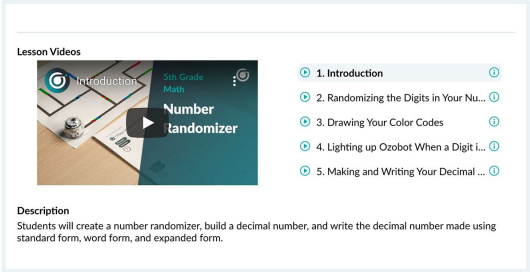 Lesson Videos
Introduction
5th Grade
Math
Number
Randomizer
1. Introduction
2. Randomizing the Digits in Your Nu...
3. Drawing Your Color Codes
4. Lighting up Ozobot When a Digit i...
5. Making and Writing Your Decimal ...
Description
Students will create a number randomizer, build a decimal number, and write the decimal number made using
standard form, word form, and expanded form.